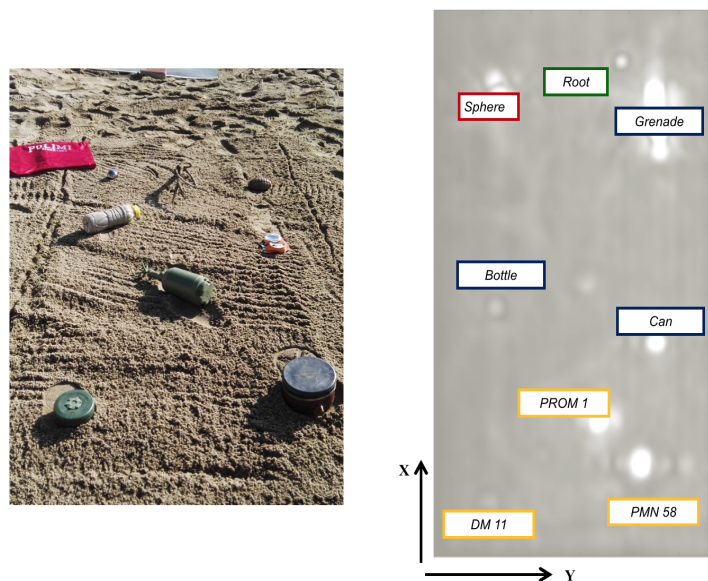 POLIMI
Root
Sphere
Grenade
Bottle
Can
PROM 1
X
PMN 58
DM 11
Y